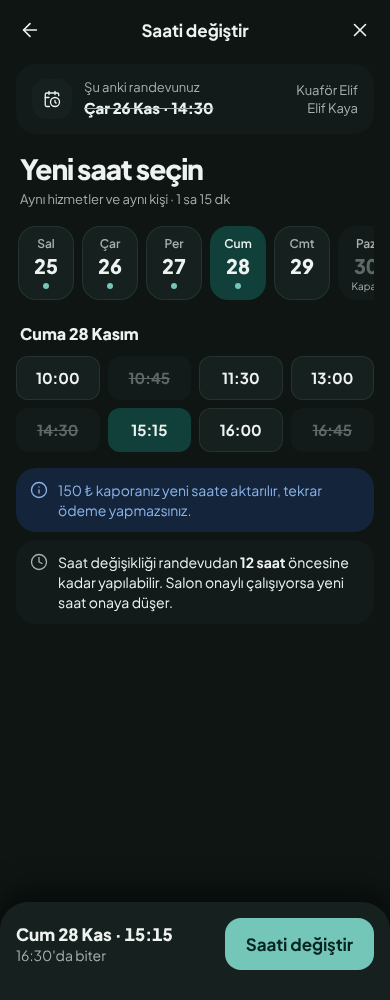 Saati değiştir
Şu anki randevunuz
Çar 26 Kas · 14:30
Kuaför Elif
Elif Kaya
Yeni saat seçin
Aynı hizmetler ve aynı kişi · 1 sa 15 dk
Sal Çar Per Cum Cmt Paz
25 26 27 28 29 30
Kapa
Cuma 28 Kasım
10:00 10:45 11:30 13:00
14:30 15:15 16:00 16:45
150 ₺ kaporanız yeni saate aktarılır, tekrar
ödeme yapmazsınız.
Saat değişikliği randevudan 12 saat öncesine
kadar yapılabilir. Salon onaylı çalışıyorsa yeni
saat onaya düşer.
Cum 28 Kas · 15:15
16:30'da biter
Saati değiştir